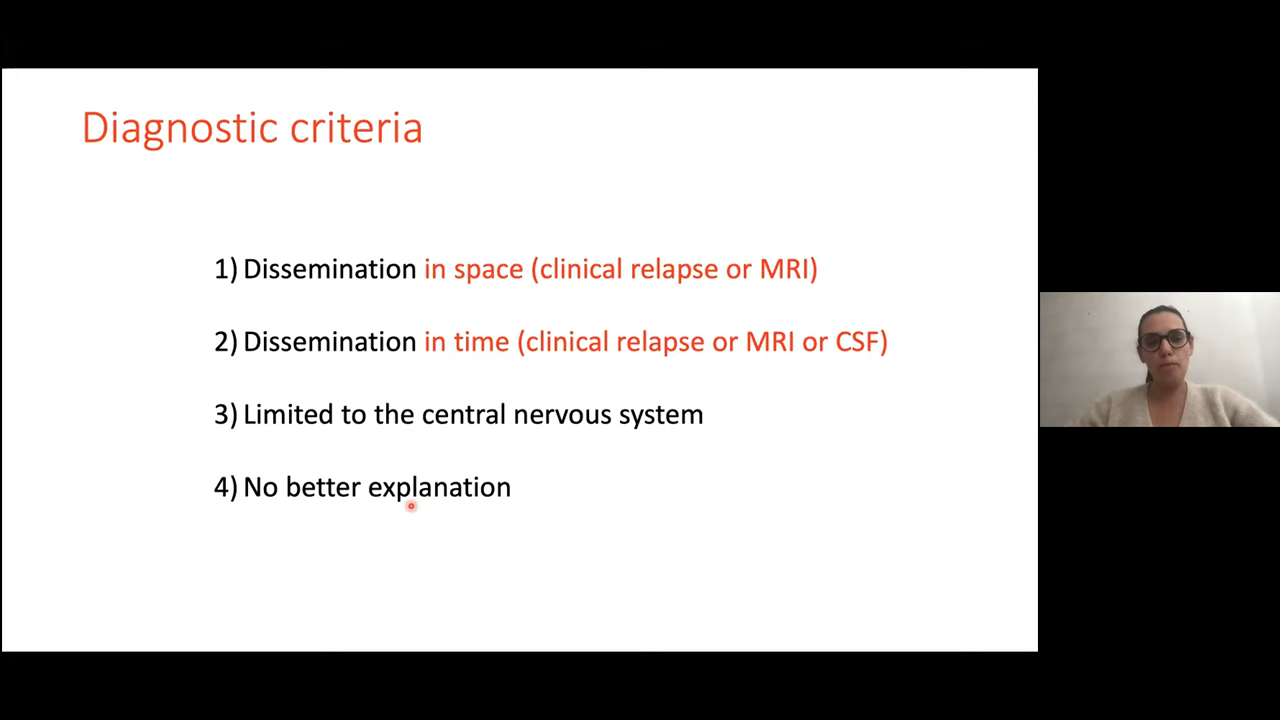 Diagnostic criteria
1) Dissemination in space (clinical relapse or MRI)
2) Dissemination in time (clinical relapse or MRI or CSF)
3) Limited to the central nervous system
4) No better explanation